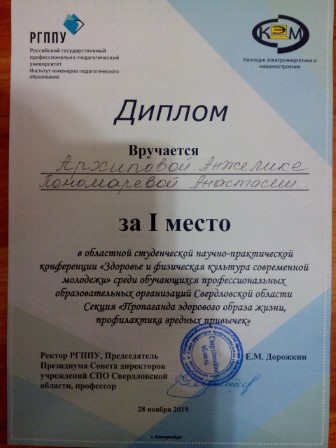 РГППУ
Российский государственный
профессионально-педагогический
университет
Институт инженерно-педагогического
образования
КЭМ
Колледж электроэнергетики и
машиностроения
Диплом
Вручается
Архиповой Анжелике
Пономаревой Анастасии
за I место
в областной студенческой научно-практической
конференции «Здоровье и физическая культура современной
молодежи» среди обучающихся профессиональных
образовательных организаций Свердловской области
Секция «Пропаганда здорового образа жизни,
профилактика вредных привычек»
Ректор РГППУ, Председатель
Президиума Совета директоров
учреждений СПО Свердловской
области, профессор
Е.М. Дорожкин
28 ноября 2019
г. Екатеринбург